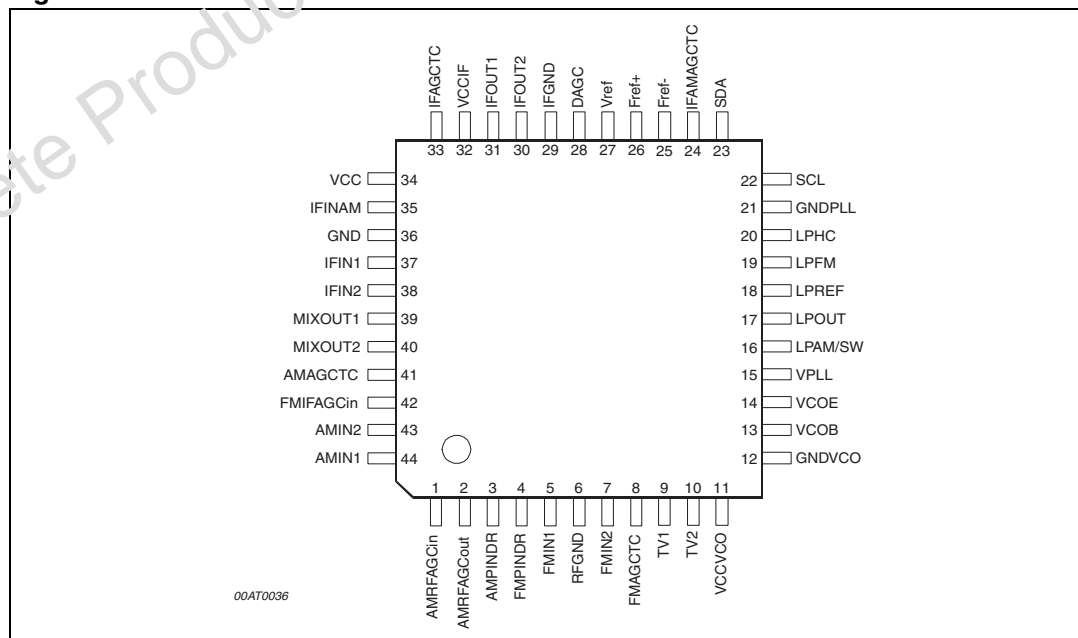 ete Produc
IFAGCTC
VCCIF
IFOUT1
IFOUT2
IFGND
DAGC
Vref
Fref+
Fref-
IFAMAGCTC
SDA
33 32 31 30 29 28 27 26 25 24 23
VCC 34
IFINAM 35
GND 36
IFIN1 37
IFIN2 38
MIXOUT1 39
MIXOUT2 40
AMAGCTC 41
FMIFAGCin 42
AMIN2 43
AMIN1 44
22 SCL
21 GNDPLL
20 LPHC
19 LPFM
18 LPREF
17 LPOUT
16 LPAM/SW
15 VPLL
14 VCOE
13 VCOB
12 GNDVCO
1 2 3 4 5 6 7 8 9 10 11
AMRFAGCin
AMRFAGCout
AMPINDR
FMPINDR
FMIN1
RFGND
FMIN2
FMAGCTC
TV1
TV2
VCCVCO
00AT0036